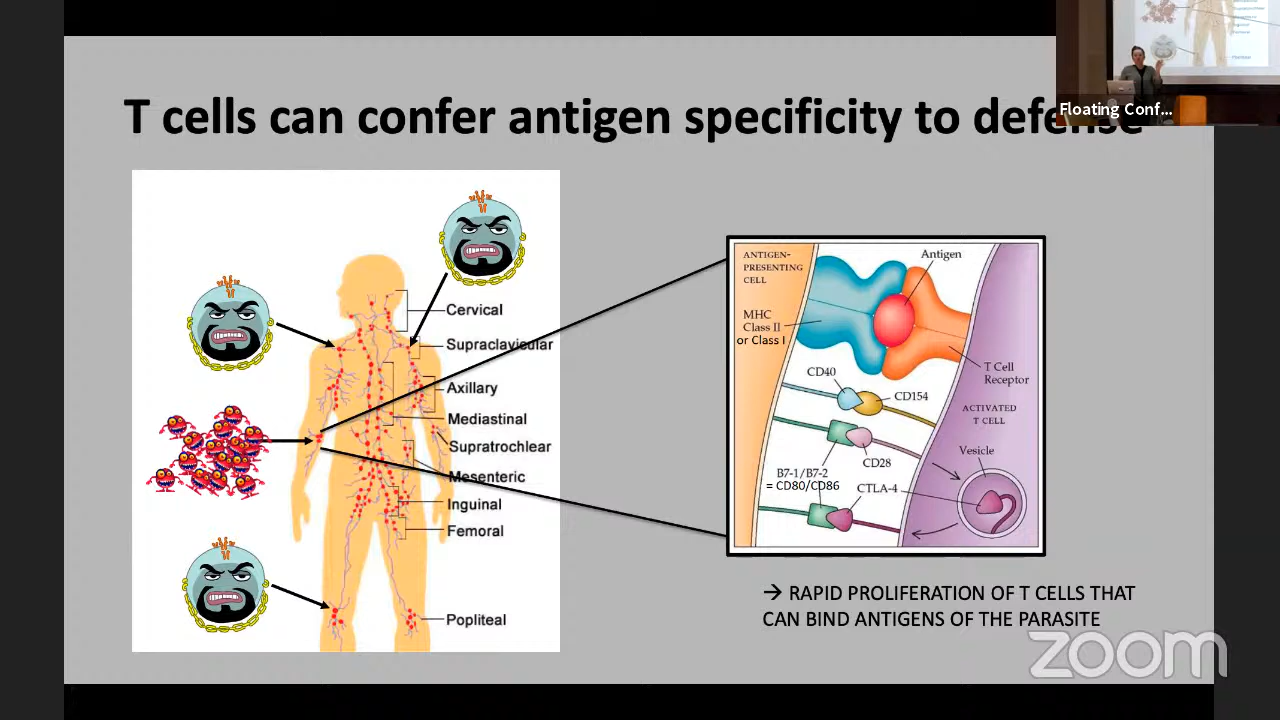 T cells can confer antigen specificity to defense
Floating Conf...
Cervical
Supraclavicular
Axillary
Mediastinal
Supratrochlear
Mesenteric
Inguinal
Femoral
Popliteal
ANTIGEN-
PRESENTING
CELL
Antigen
MHC
Class II
or Class I
T Cell
Receptor
CD40
CD154
ACTIVATED
T CELL
CD28
Vesicle
B7-1/B7-2
= CD80/CD86
CTLA-4
→ RAPID PROLIFERATION OF T CELLS THAT
CAN BIND ANTIGENS OF THE PARASITE
zoom